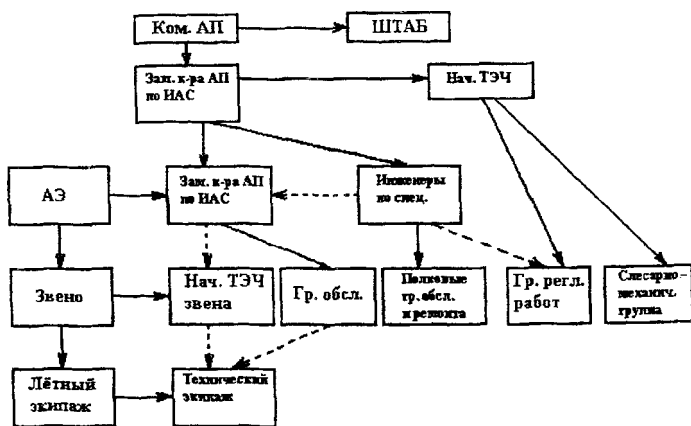 Ком. АП
ШТАБ
Зам. к-ра АП
по ИАС
Нач. ТЭЧ
АЭ
Зам. к-ра АП
по ИАС
Инженеры
по спец.
Звено
Нач. ТЭЧ
звена
Гр. обсл.
Полковые
гр. обсл.
и ремонта
Гр. регл.
работ
Слесарно-
механич.
группа
Лётный
экипаж
Технический
экипаж